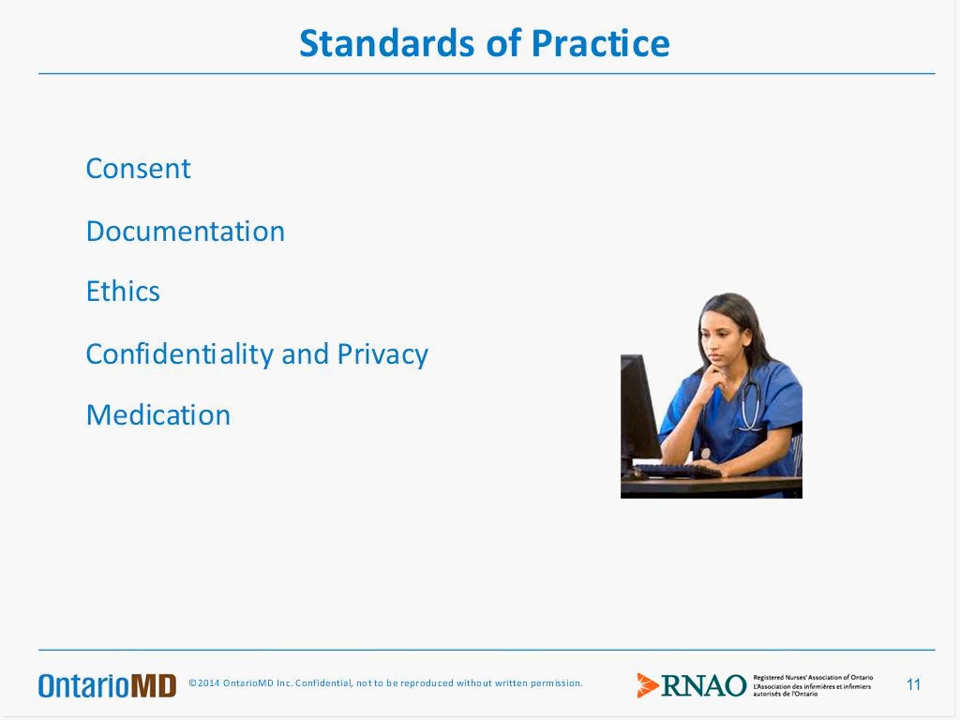 Standards of Practice
Consent
Documentation
Ethics
Confidentiality and Privacy
Medication
OntarioMD
©2014 OntarioMD Inc. Confidential, not to be reproduced without written permission.
RNAO
Registered Nurses' Association of Ontario
L'Association des infirmières et infirmiers
autorisés de l'Ontario
11